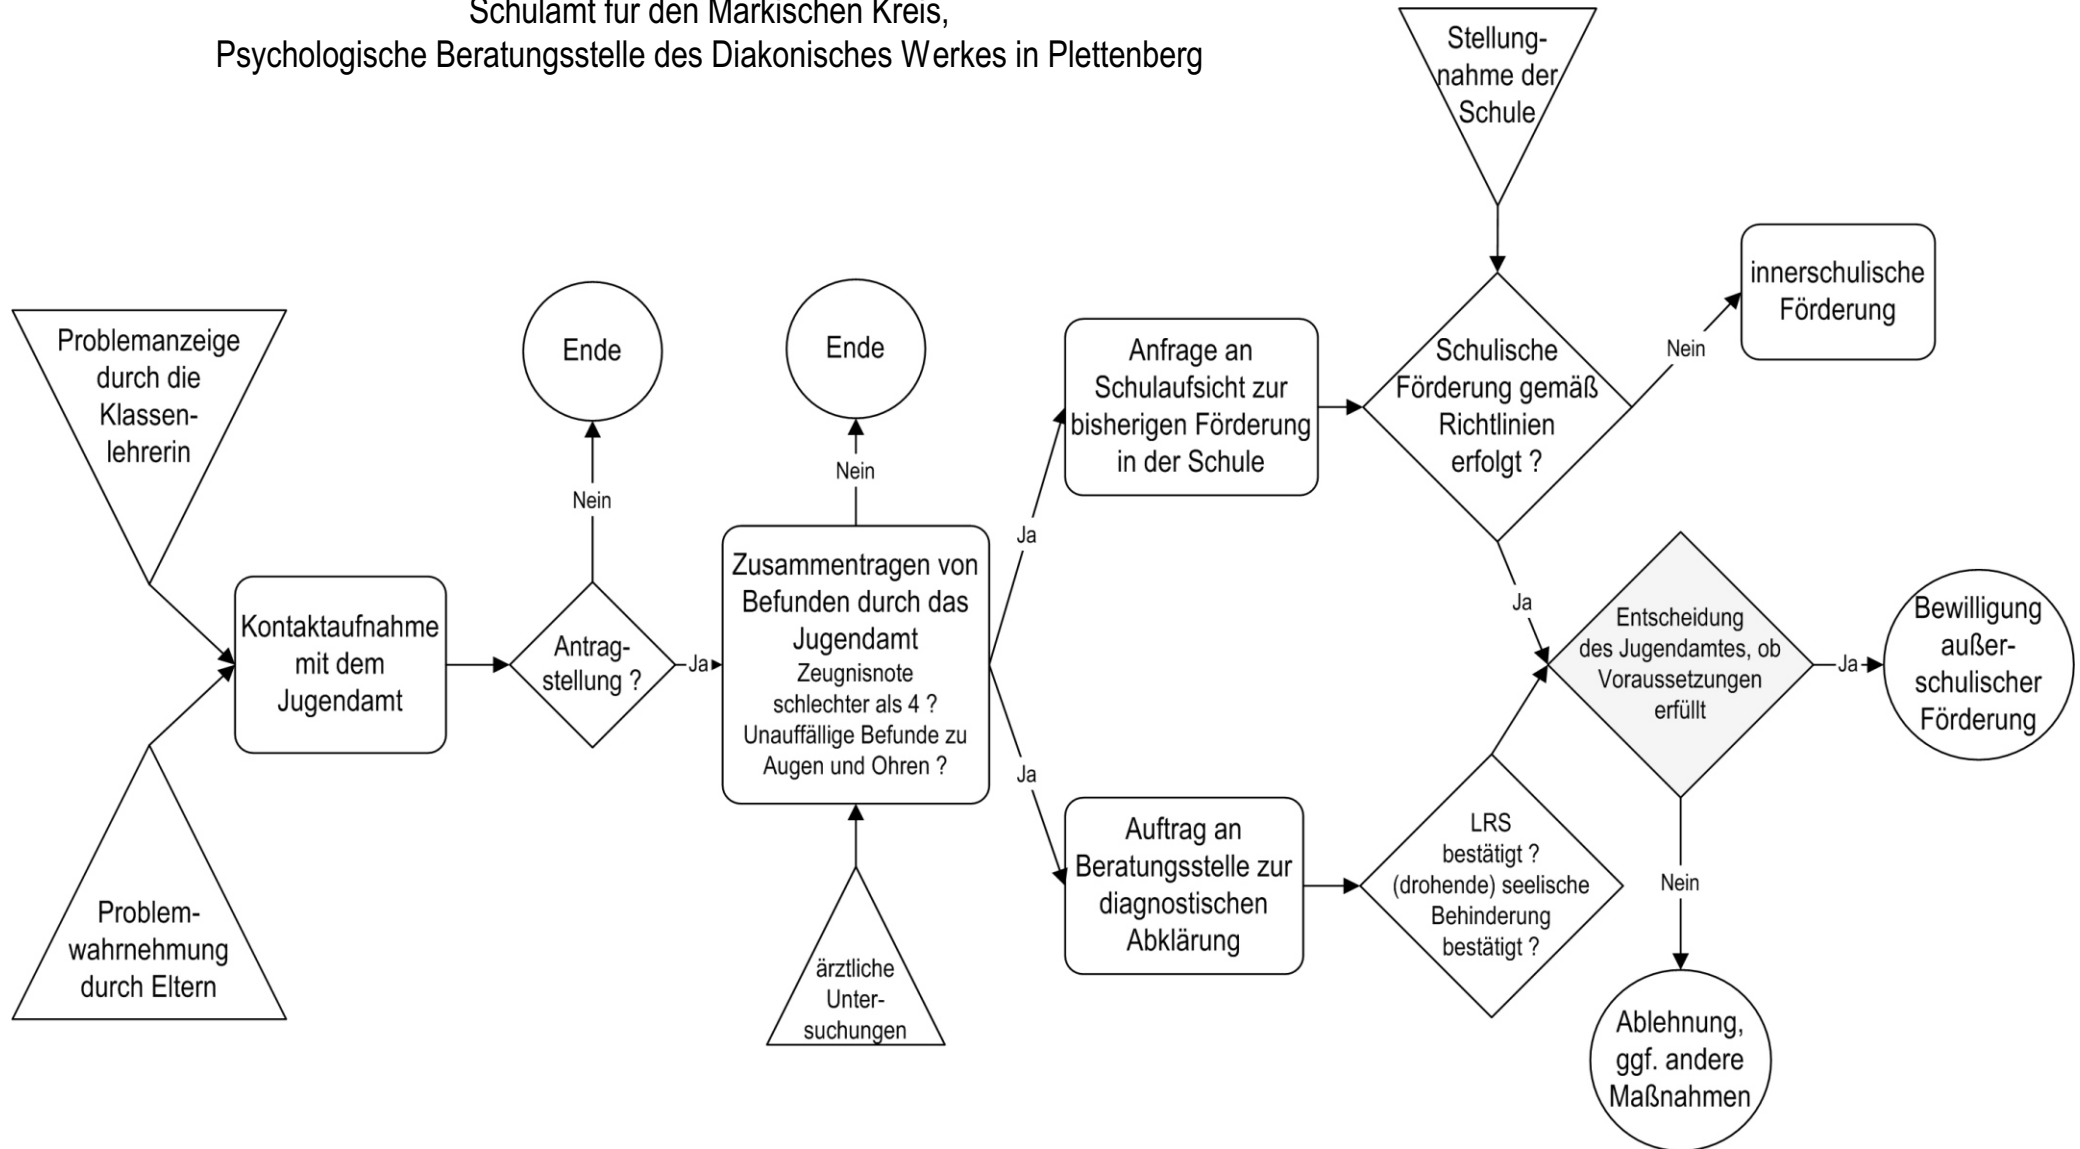 Schulamt für den Märkischen Kreis,
Psychologische Beratungsstelle des Diakonisches Werkes in Plettenberg
Stellung-
nahme der
Schule
innerschulische
Förderung
Problemanzeige
durch die
Klassen-
lehrerin
Ende
Ende
Anfrage an
Schulaufsicht zur
bisherigen Förderung
in der Schule
Schulische
Förderung gemäß
Richtlinien
erfolgt ?
Nein
Nein
Nein
Ja
Zusammentragen von
Befunden durch das
Jugendamt
Zeugnisnote
schlechter als 4 ?
Unauffällige Befunde zu
Augen und Ohren ?
Kontaktaufnahme
mit dem
Jugendamt
Antrag-
stellung ?
Ja
Ja
Entscheidung
des Jugendamtes, ob
Voraussetzungen
erfüllt
Ja
Bewilligung
außer-
schulischer
Förderung
Ja
Auftrag an
Beratungsstelle zur
diagnostischen
Abklärung
LRS
bestätigt ?
(drohende) seelische
Behinderung
bestätigt ?
Nein
Problem-
wahrnehmung
durch Eltern
ärztliche
Unter-
suchungen
Ablehnung,
ggf. andere
Maßnahmen